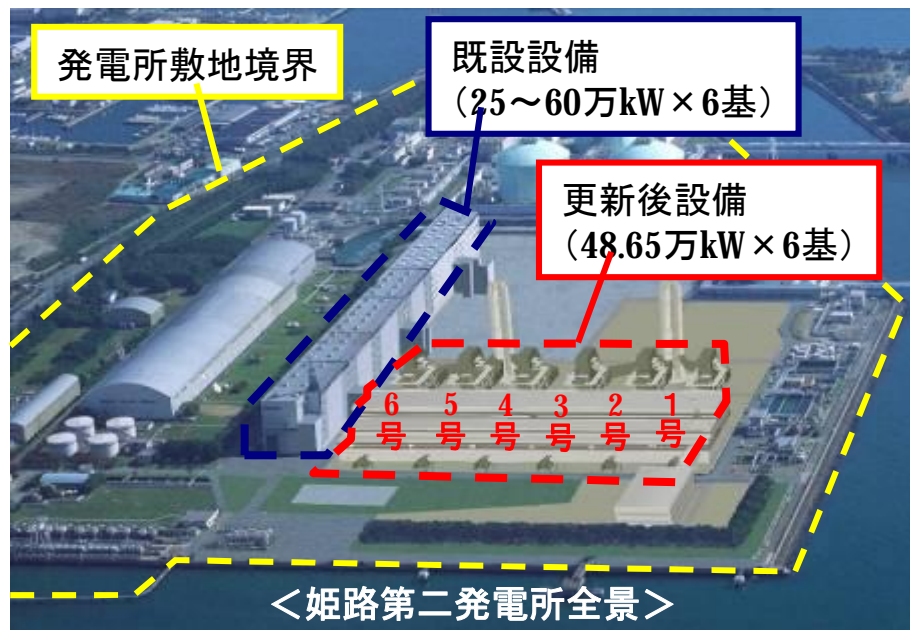 発電所敷地境界
既設設備
（25～60万kW×6基）
更新後設備
（48.65万kW×6基）
6号
5号
4号
3号
2号
1号
＜姫路第二発電所全景＞